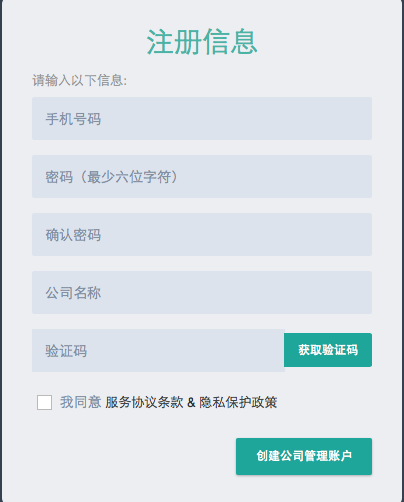 注册信息
请输入以下信息:
手机号码
密码（最少六位字符）
确认密码
公司名称
验证码 获取验证码
我同意 服务协议条款 & 隐私保护政策
创建公司管理账户